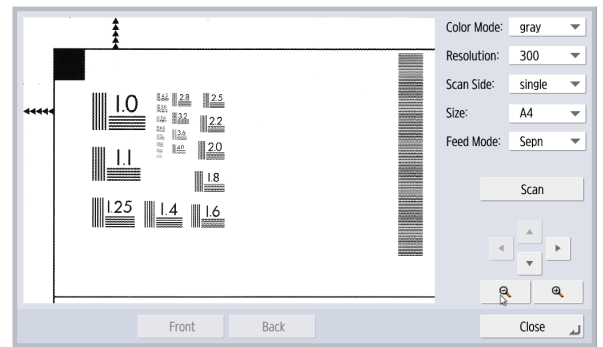 Color Mode: gray
Resolution: 300
Scan Side: single
Size: A4
Feed Mode: Sepn
Scan
1.0
2.8
2.5
3.2
2.2
3.6
1.1
4.0
2.0
1.8
1.25
1.4
1.6
Front
Back
Close